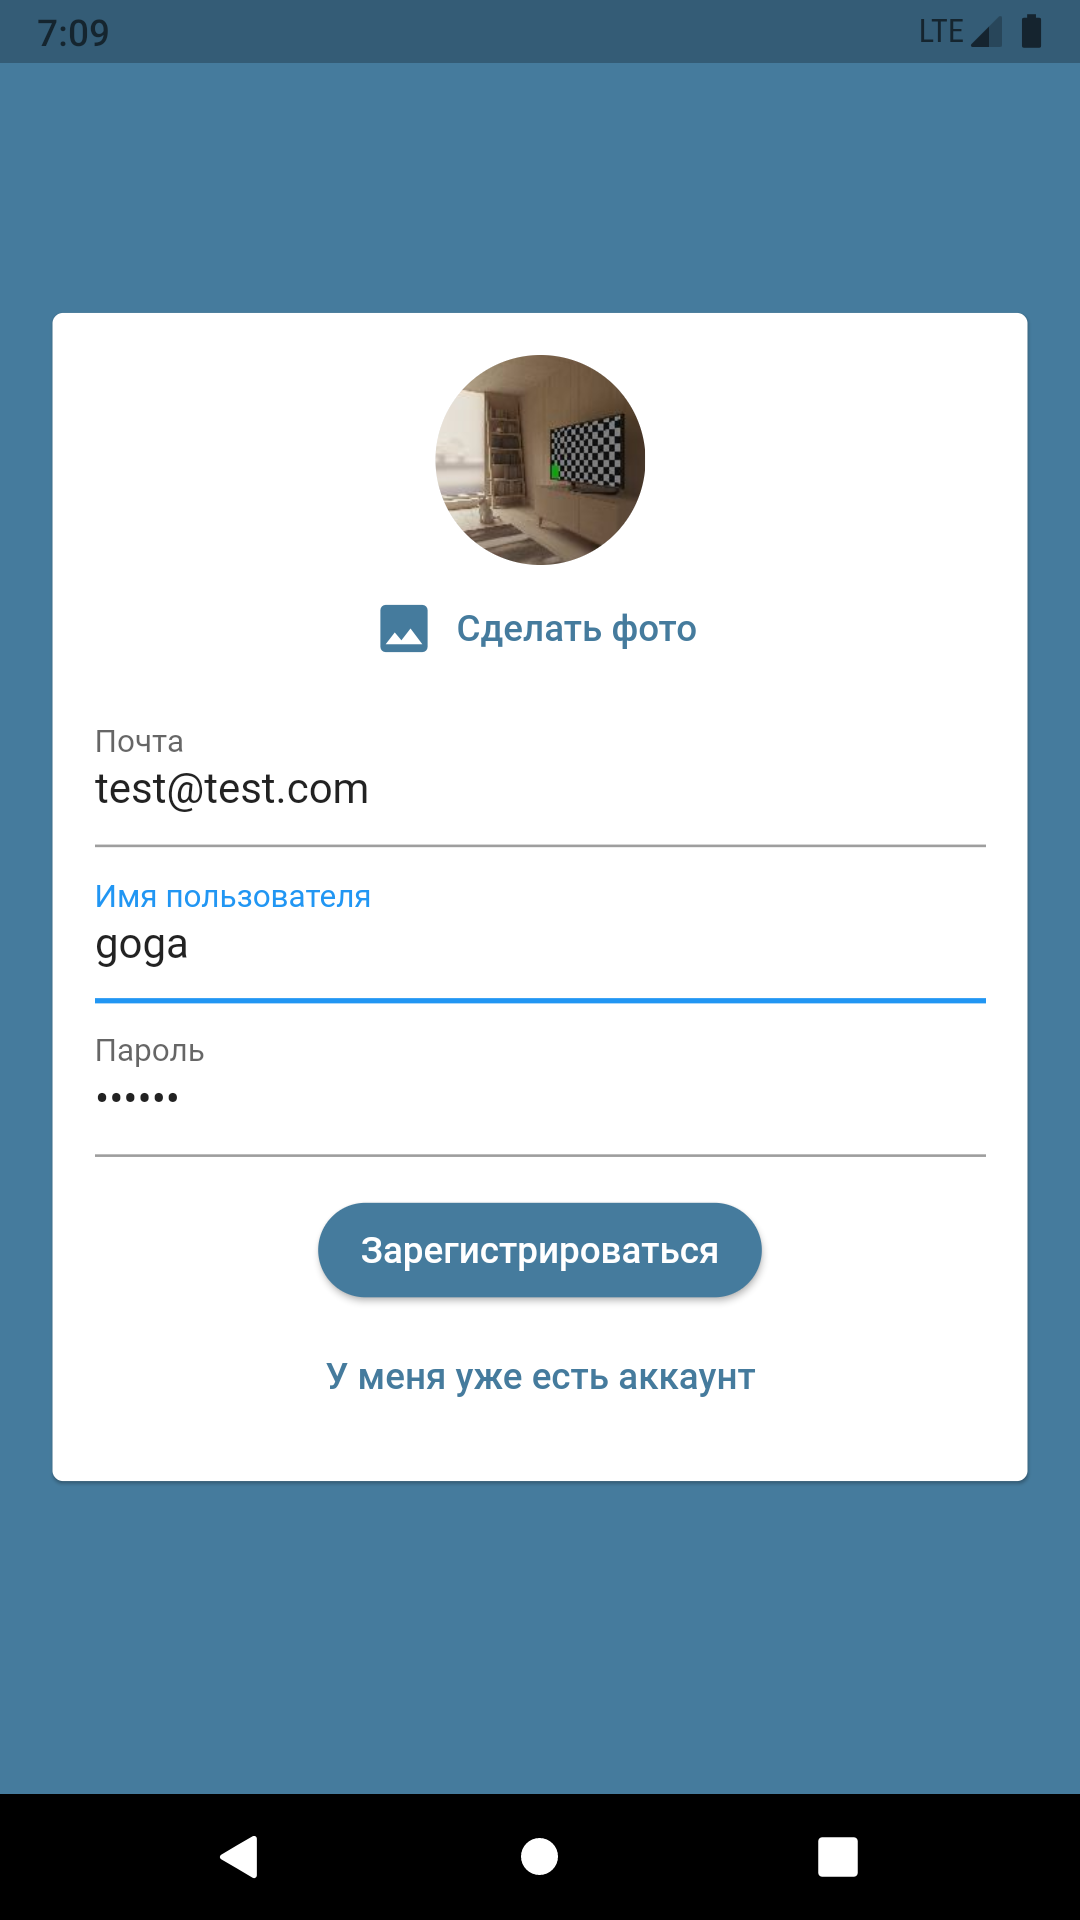 7:09 LTE
Сделать фото
Почта
test@test.com
Имя пользователя
goga
Пароль
••••••
Зарегистрироваться
У меня уже есть аккаунт